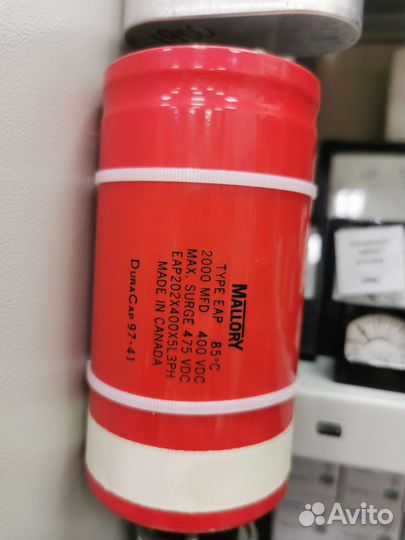 MALLORY
TYPE EAP 85°C
2000 MFD 400 VDC
MAX. SURGE 475 VDC
EAP202X400X5L3PH
MADE IN CANADA
DURACAP 97-41
Avito